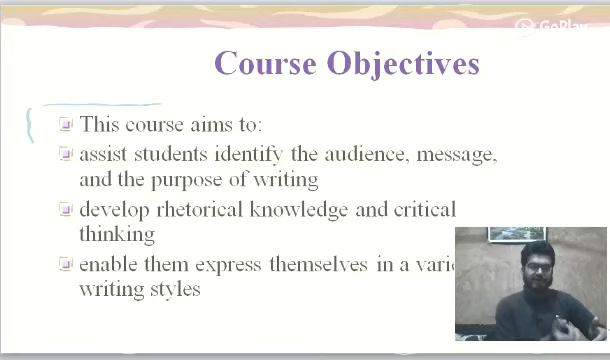 GoPlay
Course Objectives
This course aims to:
assist students identify the audience, message,
and the purpose of writing
develop rhetorical knowledge and critical
thinking
enable them express themselves in a
writing styles